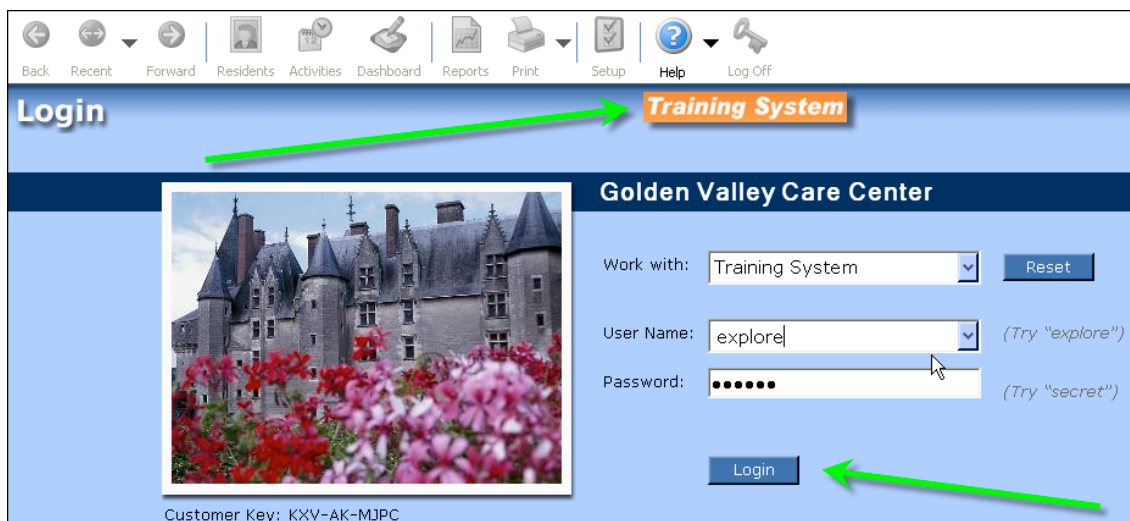 Back Recent Forward Residents Activities Dashboard Reports Print Setup Help Log Off
Login
Training System
Golden Valley Care Center
Work with: Training System Reset
User Name: explore (Try "explore")
Password: •••••• (Try "secret")
Login
Customer Key: KXV-AK-MJPC